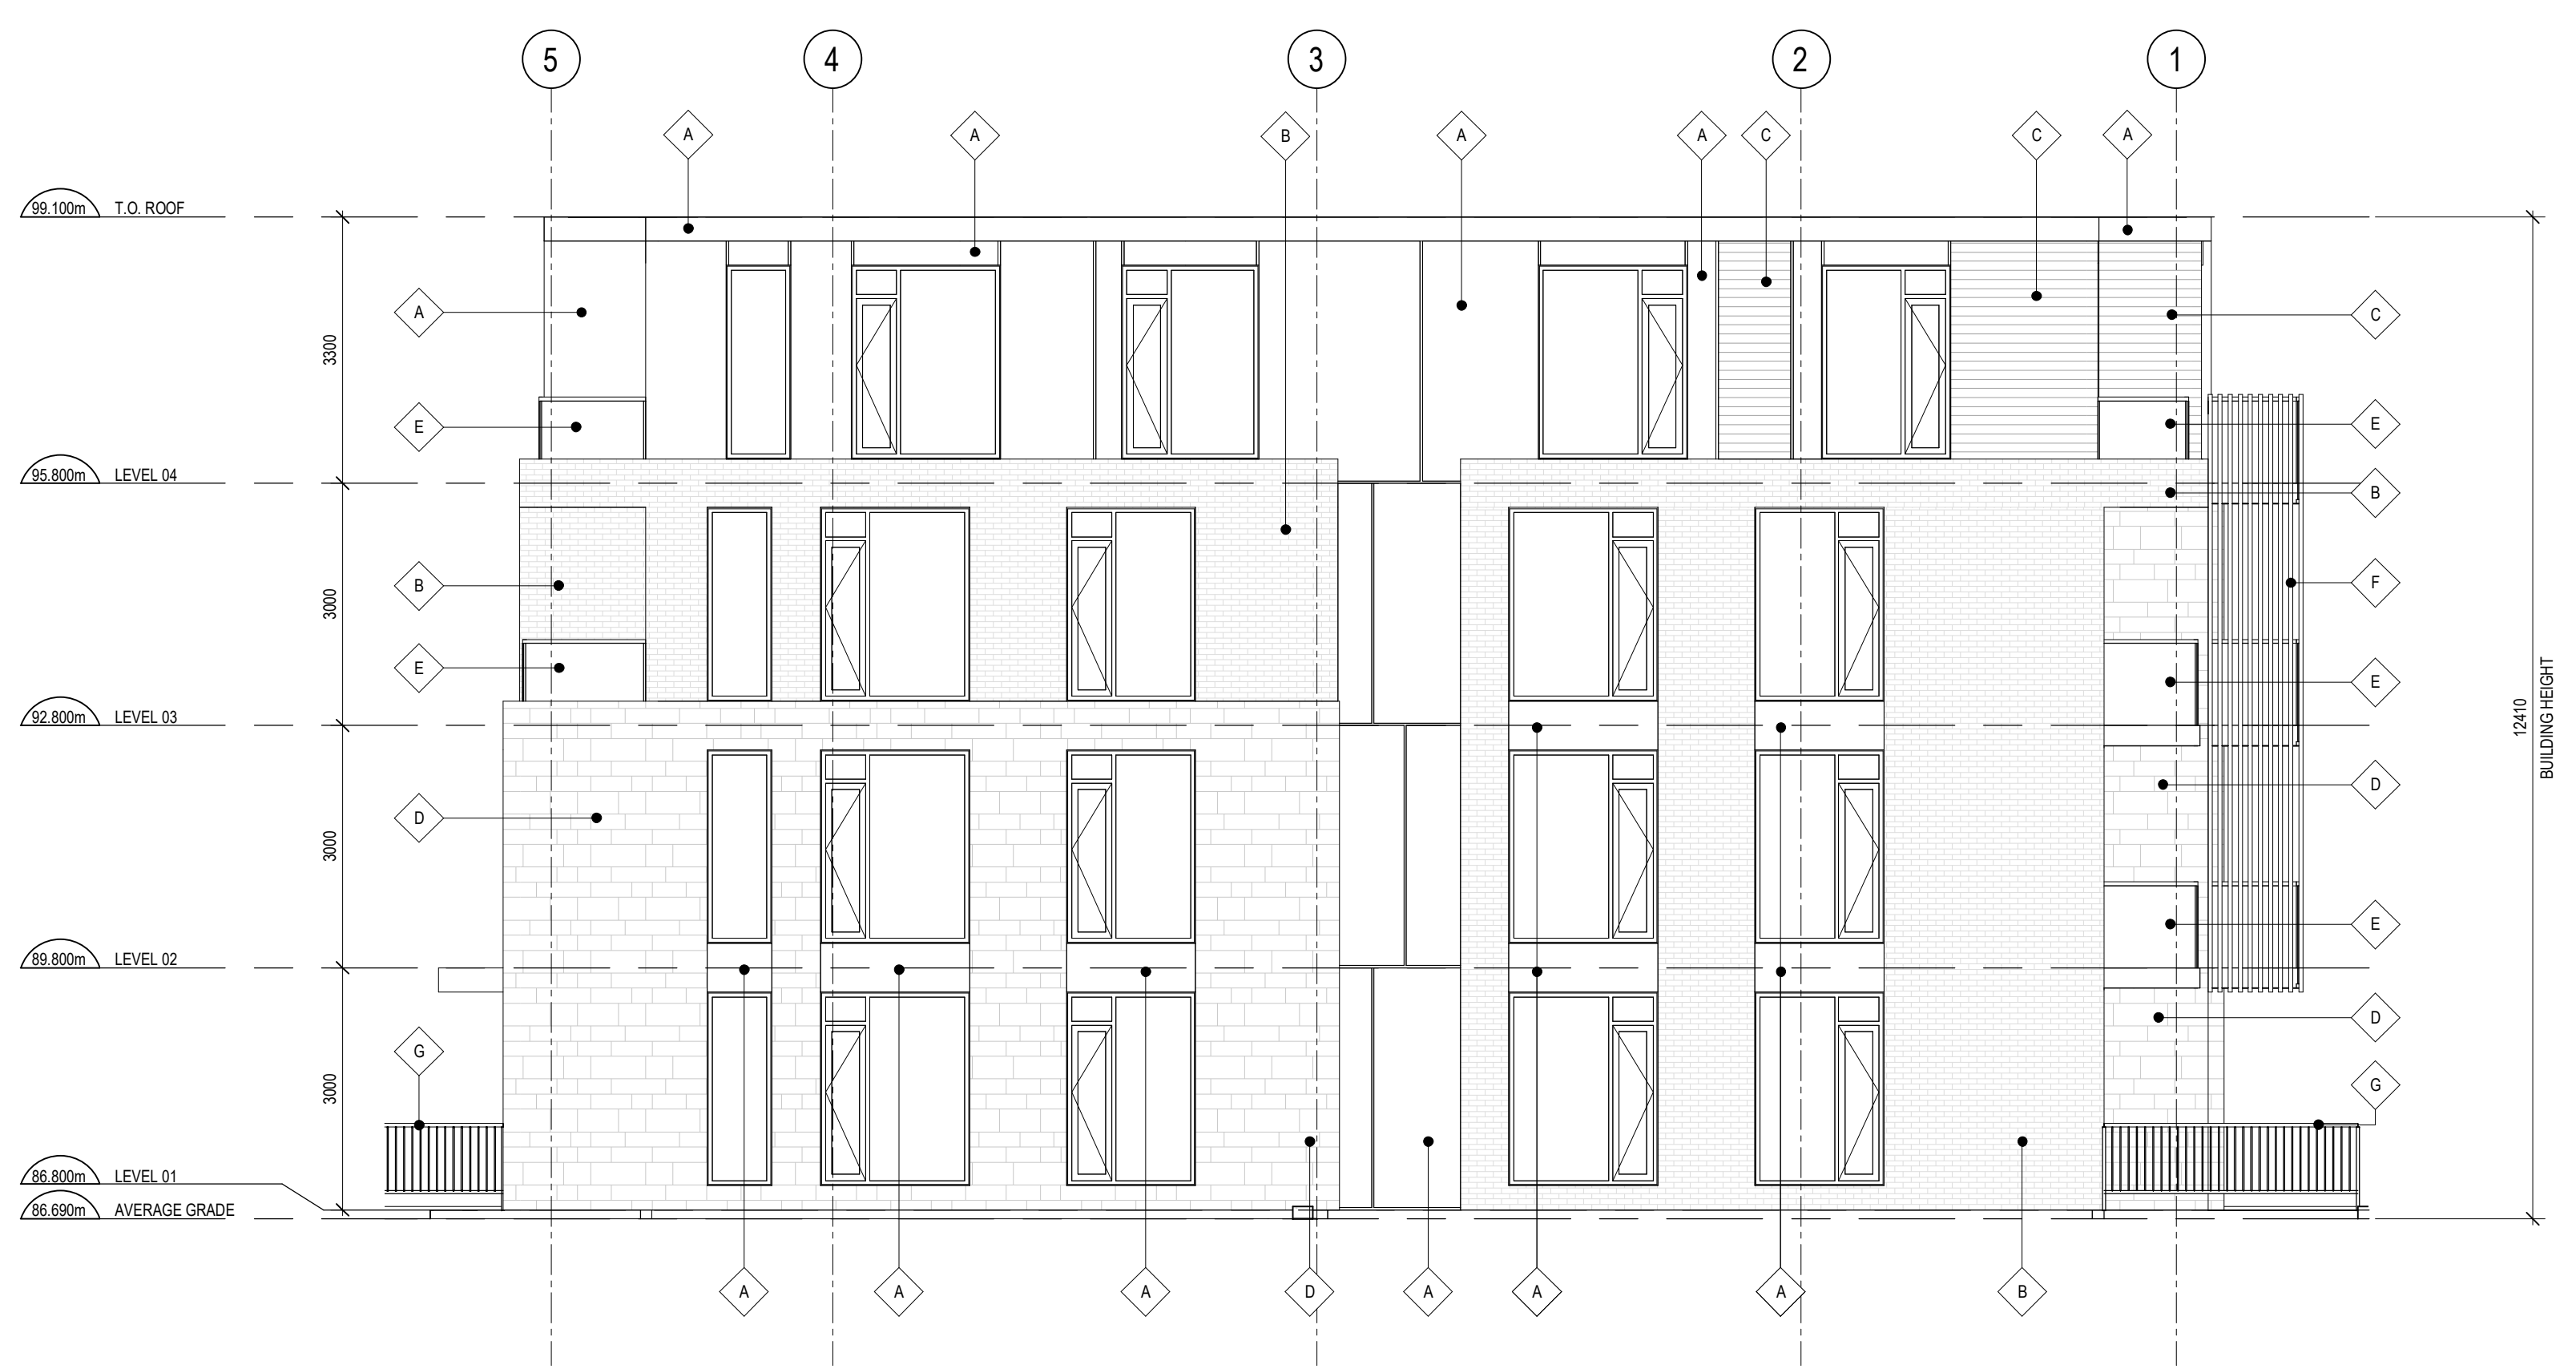 5 4 3 2 1
A A B A A C C A
99.100m T.O. ROOF
A C
3300
E E
95.800m LEVEL 04
B
B F
3000
E E
92.800m LEVEL 03
12410
BUILDING HEIGHT
D
D
3000
E
89.800m LEVEL 02
D
G
G
3000
86.800m LEVEL 01
86.690m AVERAGE GRADE
A A A D A A A B